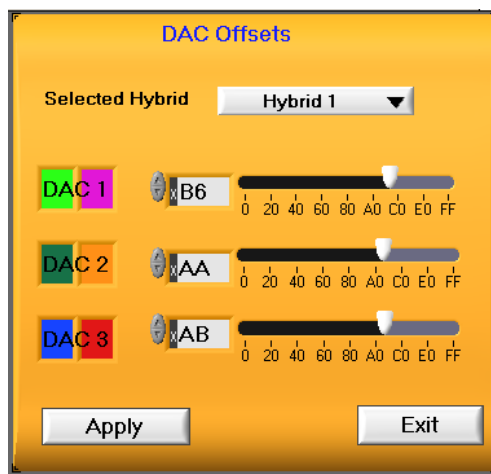 DAC Offsets
Selected Hybrid Hybrid 1
DAC 1 xB6
0 20 40 60 80 A0 C0 E0 FF
DAC 2 xAA
0 20 40 60 80 A0 C0 E0 FF
DAC 3 xAB
0 20 40 60 80 A0 C0 E0 FF
Apply Exit